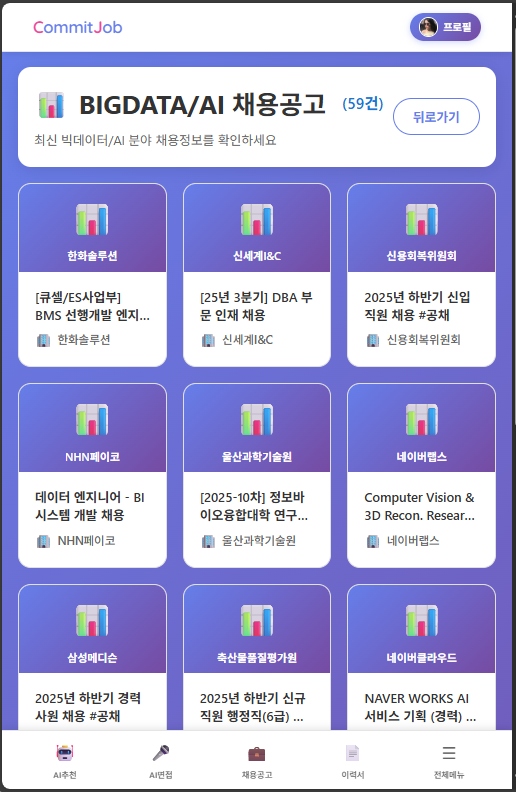 CommitJob
프로필
BIGDATA/AI 채용공고 (59건)
뒤로가기
최신 빅데이터/AI 분야 채용정보를 확인하세요
한화솔루션
[큐셀/ES사업부]
BMS 선행개발 엔지...
한화솔루션
신세계I&C
[25년 3분기] DBA 부
문 인재 채용
신세계I&C
신용회복위원회
2025년 하반기 신입
직원 채용 #공채
신용회복위원회
NHN페이코
데이터 엔지니어 - BI
시스템 개발 채용
NHN페이코
울산과학기술원
[2025-10차] 정보바
이오융합대학 연구...
울산과학기술원
네이버랩스
Computer Vision &
3D Recon. Resear...
네이버랩스
삼성메디슨
2025년 하반기 경력
사원 채용 #공채
축산물품질평가원
2025년 하반기 신규
직원 행정직(6급) ...
네이버클라우드
NAVER WORKS AI
서비스 기획 (경력) ...
AI추천
AI면접
채용공고
이력서
전체메뉴